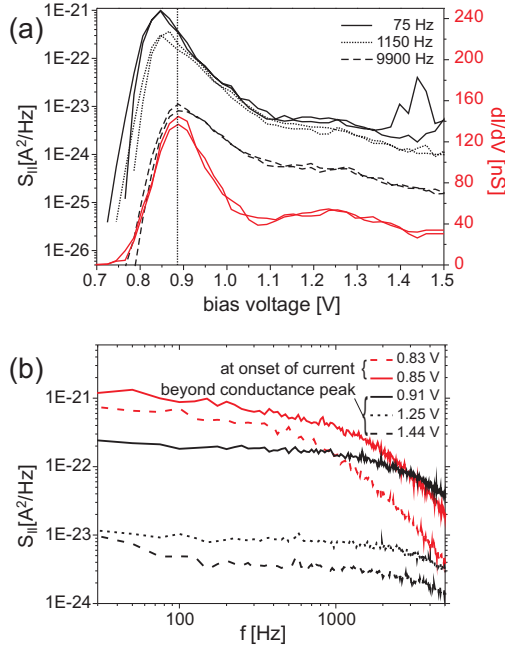 (a)
1E-21
1E-22
1E-23
1E-24
1E-25
1E-26
S_II[A²/Hz]
75 Hz
1150 Hz
9900 Hz
240
200
160
120
80
40
0
dI/dV [nS]
0.7 0.8 0.9 1.0 1.1 1.2 1.3 1.4 1.5
bias voltage [V]
(b)
at onset of current
beyond conductance peak
0.83 V
0.85 V
0.91 V
1.25 V
1.44 V
1E-21
1E-22
1E-23
1E-24
S_II[A²/Hz]
100 1000
f [Hz]